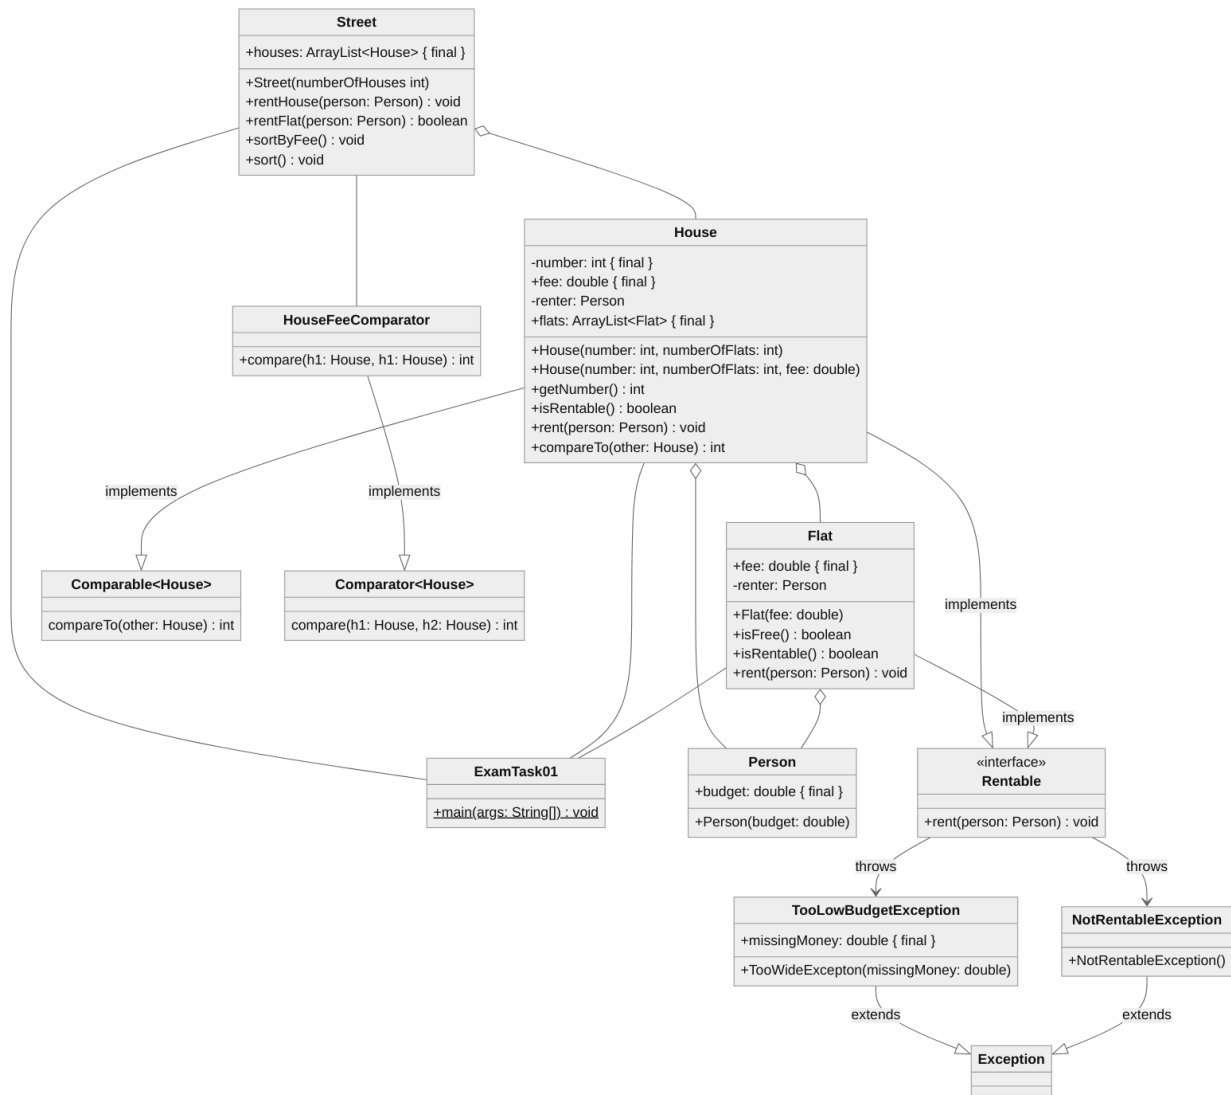 Street
+houses: ArrayList<House> { final }
+Street(numberOfHouses int)
+rentHouse(person: Person) : void
+rentFlat(person: Person) : boolean
+sortByFee() : void
+sort() : void
House
-number: int { final }
+fee: double { final }
-renter: Person
+flats: ArrayList<Flat> { final }
+House(number: int, numberOfFlats: int)
+House(number: int, numberOfFlats: int, fee: double)
+getNumber() : int
+isRentable() : boolean
+rent(person: Person) : void
+compareTo(other: House) : int
HouseFeeComparator
+compare(h1: House, h1: House) : int
implements
implements
Comparable<House>
compareTo(other: House) : int
Comparator<House>
compare(h1: House, h2: House) : int
Flat
+fee: double { final }
-renter: Person
+Flat(fee: double)
+isFree() : boolean
+isRentable() : boolean
+rent(person: Person) : void
implements
implements
ExamTask01
+main(args: String[]) : void
Person
+budget: double { final }
+Person(budget: double)
«interface»
Rentable
+rent(person: Person) : void
throws
throws
TooLowBudgetException
+missingMoney: double { final }
+TooWideExcepton(missingMoney: double)
NotRentableException
+NotRentableException()
extends
extends
Exception